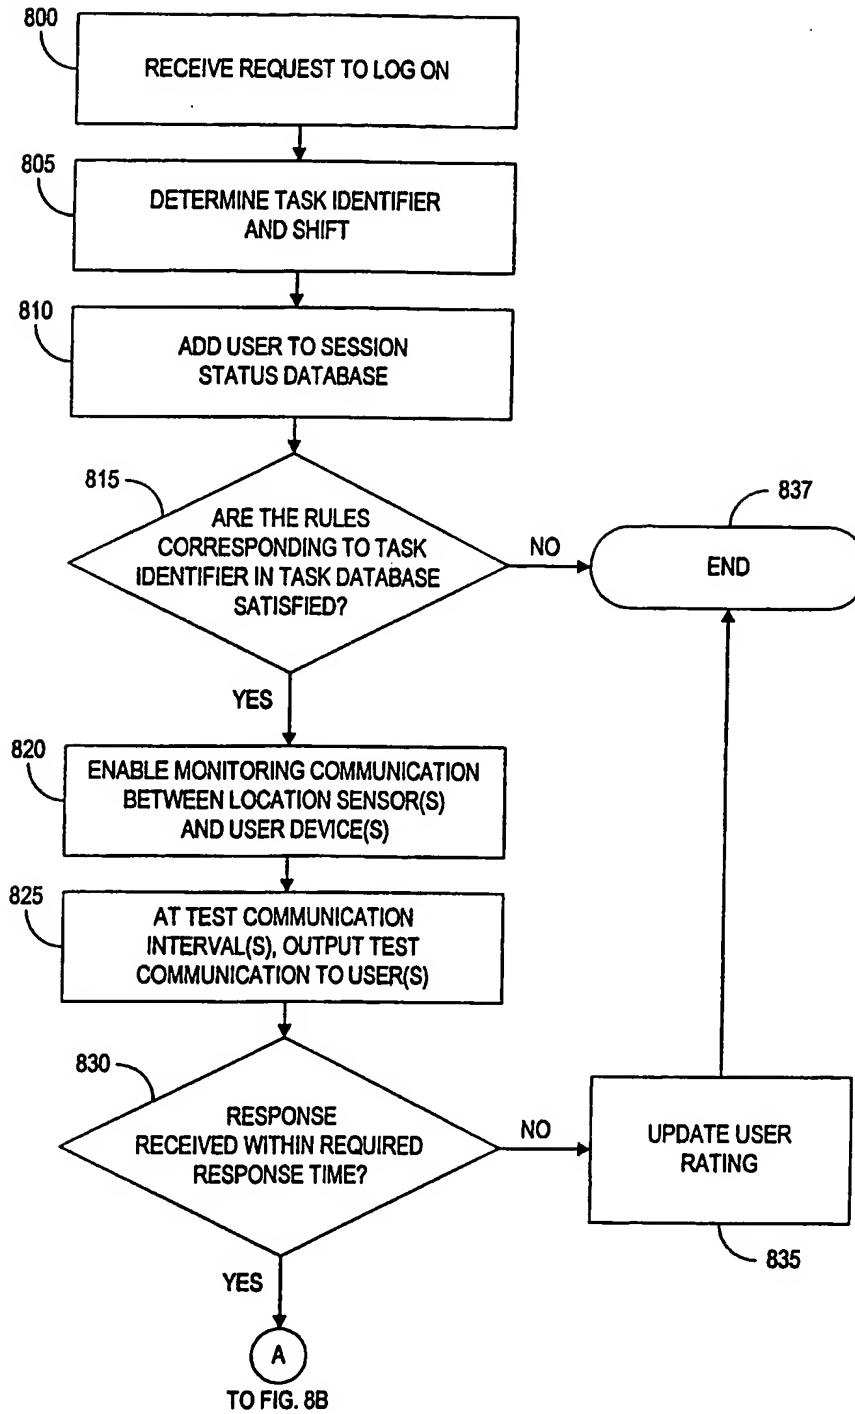 800
RECEIVE REQUEST TO LOG ON
805
DETERMINE TASK IDENTIFIER
AND SHIFT
810
ADD USER TO SESSION
STATUS DATABASE
815
ARE THE RULES
CORRESPONDING TO TASK
IDENTIFIER IN TASK DATABASE
SATISFIED?
NO
837
END
YES
820
ENABLE MONITORING COMMUNICATION
BETWEEN LOCATION SENSOR(S)
AND USER DEVICE(S)
825
AT TEST COMMUNICATION
INTERVAL(S), OUTPUT TEST
COMMUNICATION TO USER(S)
830
RESPONSE
RECEIVED WITHIN REQUIRED
RESPONSE TIME?
NO
UPDATE USER
RATING
835
YES
A
TO FIG. 8B